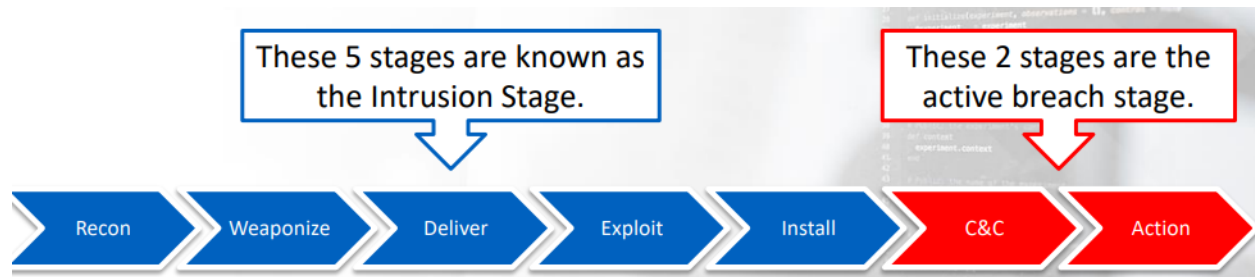 These 5 stages are known as
the Intrusion Stage.
These 2 stages are the
active breach stage.
Recon
Weaponize
Deliver
Exploit
Install
C&C
Action